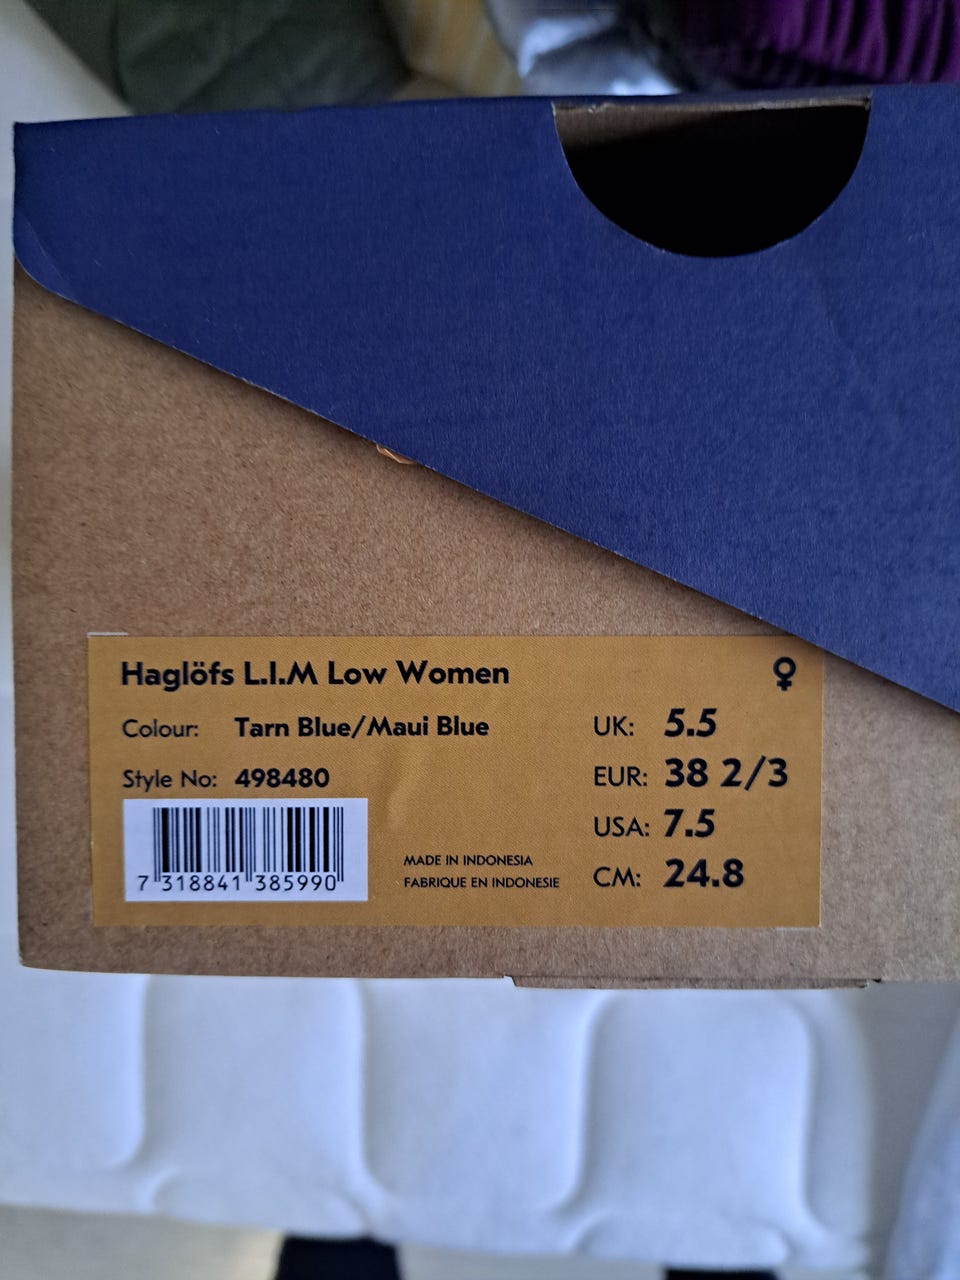 Haglöfs L.I.M Low Women ♀
Colour: Tarn Blue/Maui Blue
Style No: 498480
7 318841 385990
MADE IN INDONESIA
FABRIQUE EN INDONESIE
UK: 5.5
EUR: 38 2/3
USA: 7.5
CM: 24.8